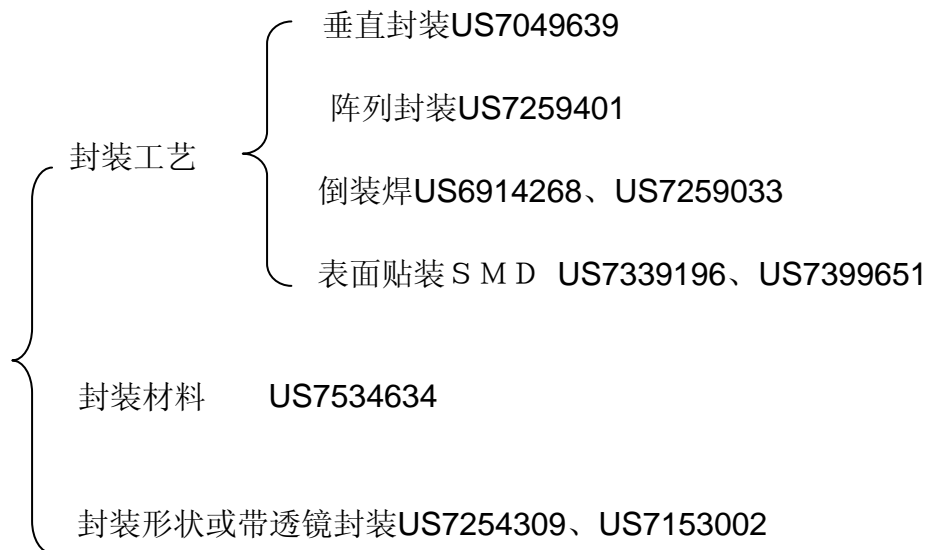 垂直封装US7049639
阵列封装US7259401
封装工艺
倒装焊US6914268、US7259033
表面贴装ＳＭＤ US7339196、US7399651
封装材料 US7534634
封装形状或带透镜封装US7254309、US7153002